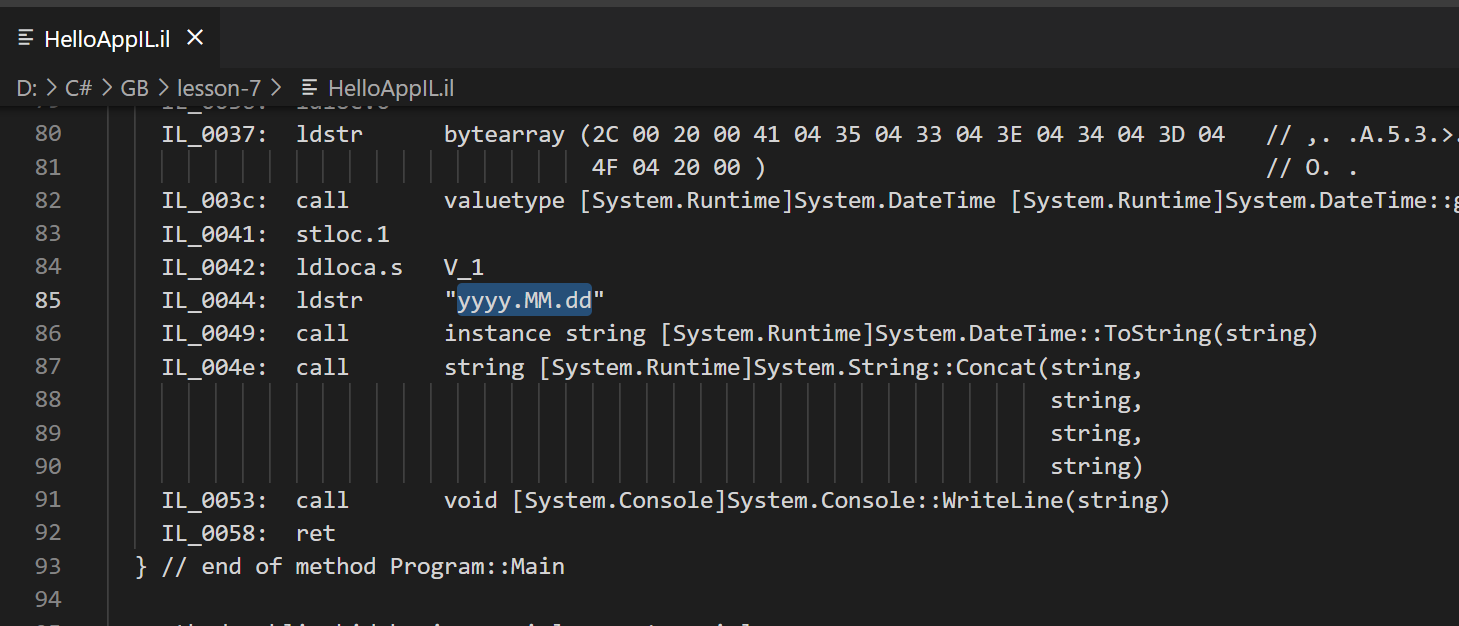 HelloAppIL.il
D: > C# > GB > lesson-7 > HelloAppIL.il
80 IL_0037: ldstr bytearray (2C 00 20 00 41 04 35 04 33 04 3E 04 34 04 3D 04 // ,. .A.5.3.>.
81 4F 04 20 00 ) // O. .
82 IL_003c: call valuetype [System.Runtime]System.DateTime [System.Runtime]System.DateTime::g
83 IL_0041: stloc.1
84 IL_0042: ldloca.s V_1
85 IL_0044: ldstr "yyyy.MM.dd"
86 IL_0049: call instance string [System.Runtime]System.DateTime::ToString(string)
87 IL_004e: call string [System.Runtime]System.String::Concat(string,
88 string,
89 string,
90 string)
91 IL_0053: call void [System.Console]System.Console::WriteLine(string)
92 IL_0058: ret
93 } // end of method Program::Main
94